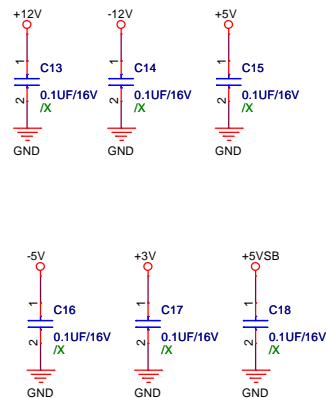 +12V -12V +5V
1 C13 1 C14 1 C15
2 0.1UF/16V 2 0.1UF/16V 2 0.1UF/16V
/X /X /X
GND GND GND
-5V +3V +5VSB
1 C16 1 C17 1 C18
2 0.1UF/16V 2 0.1UF/16V 2 0.1UF/16V
/X /X /X
GND GND GND